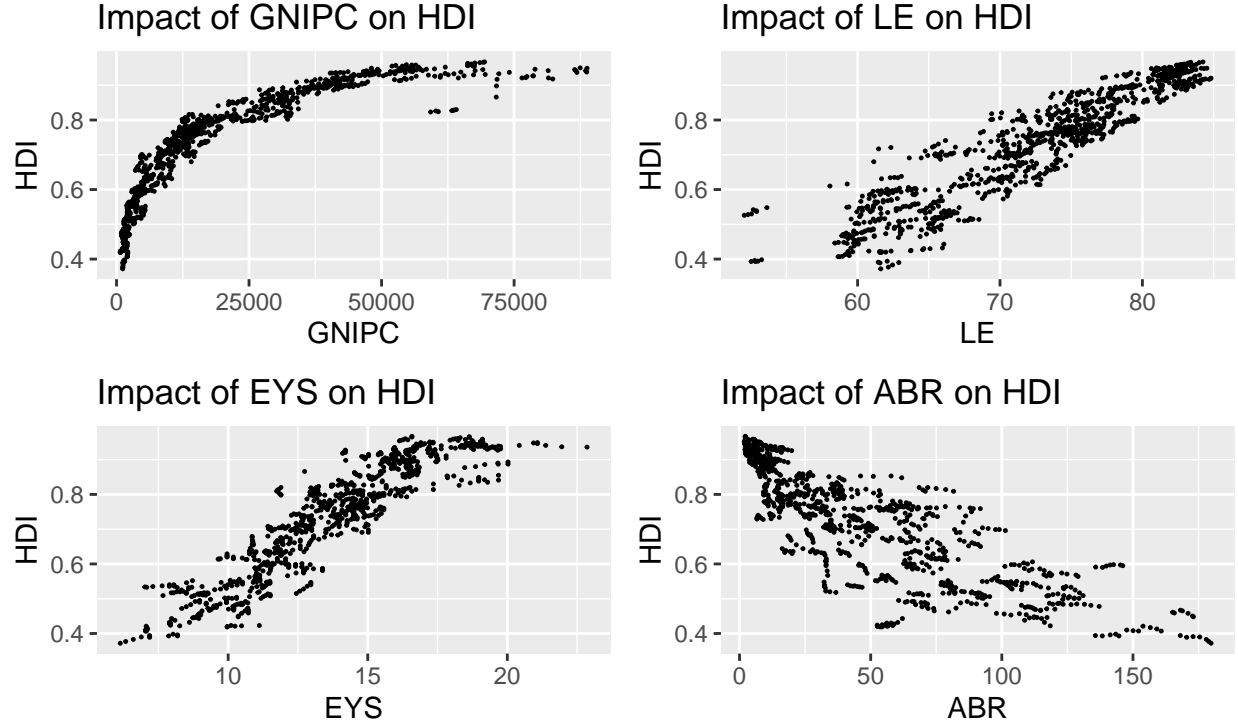 Impact of GNIPC on HDI
HDI
0.8
0.6
0.4
0 25000 50000 75000
GNIPC
Impact of LE on HDI
HDI
0.8
0.6
0.4
60 70 80
LE
Impact of EYS on HDI
HDI
0.8
0.6
0.4
10 15 20
EYS
Impact of ABR on HDI
HDI
0.8
0.6
0.4
0 50 100 150
ABR